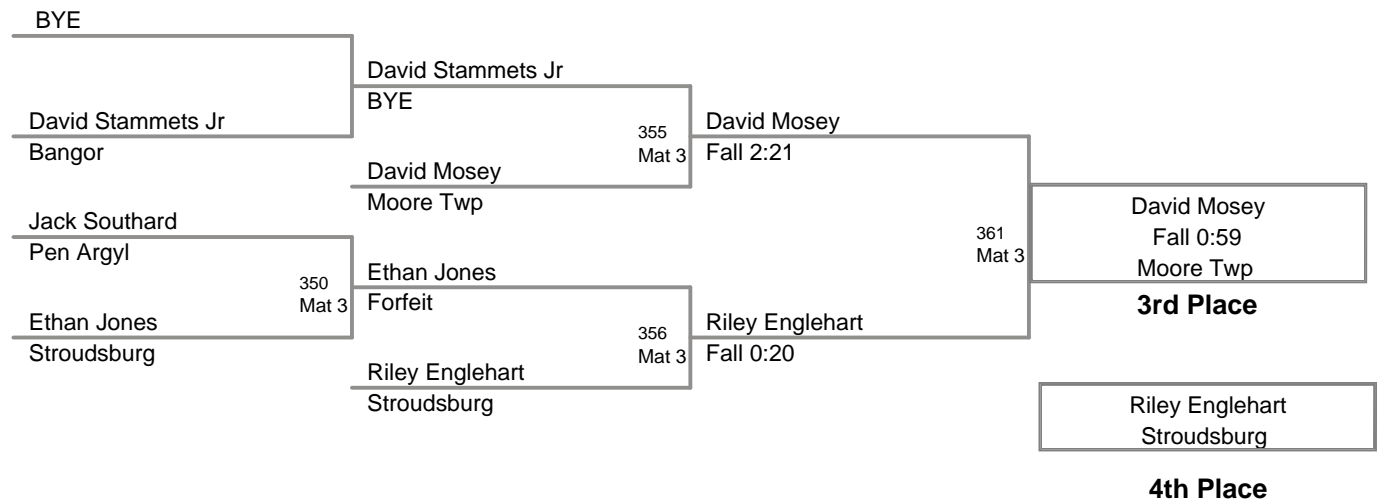 BYE
David Stammets Jr
BYE
David Stammets Jr
Bangor
355
Mat 3
David Mosey
Fall 2:21
David Mosey
Moore Twp
Jack Southard
Pen Argyl
361
Mat 3
David Mosey
Fall 0:59
Moore Twp
3rd Place
350
Mat 3
Ethan Jones
Forfeit
Ethan Jones
Stroudsburg
356
Mat 3
Riley Englehart
Fall 0:20
Riley Englehart
Stroudsburg
Riley Englehart
Stroudsburg
4th Place